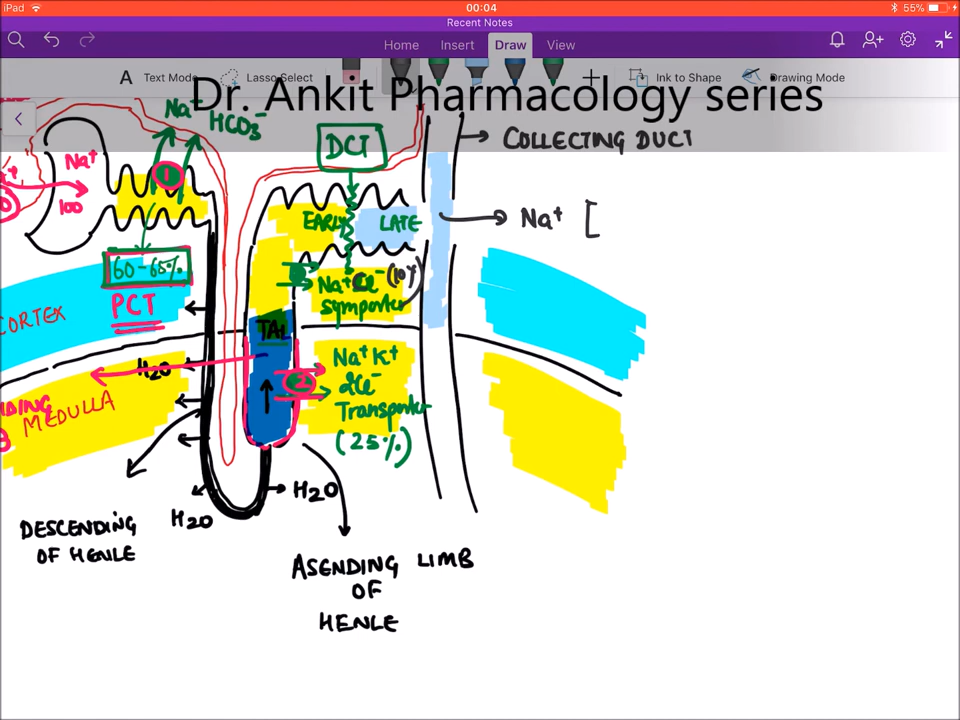 iPad
00:04
55%
Recent Notes
Home Insert Draw View
Text Mode Lasso Select Ink to Shape Drawing Mode
Dr. Ankit Pharmacology series
Na+ HCO3-
DCT
COLLECTING DUCT
Na+
100
1
EARLY LATE
Na+ [
60-65%
Na+ Cl- (10%)
symporter
PCT
CORTEX
TAL
H2O
Na+ K+
2
2Cl-
Transporter
(25%)
MEDULLA
H2O
H2O
DESCENDING
OF HENLE
ASENDING LIMB
OF
HENLE